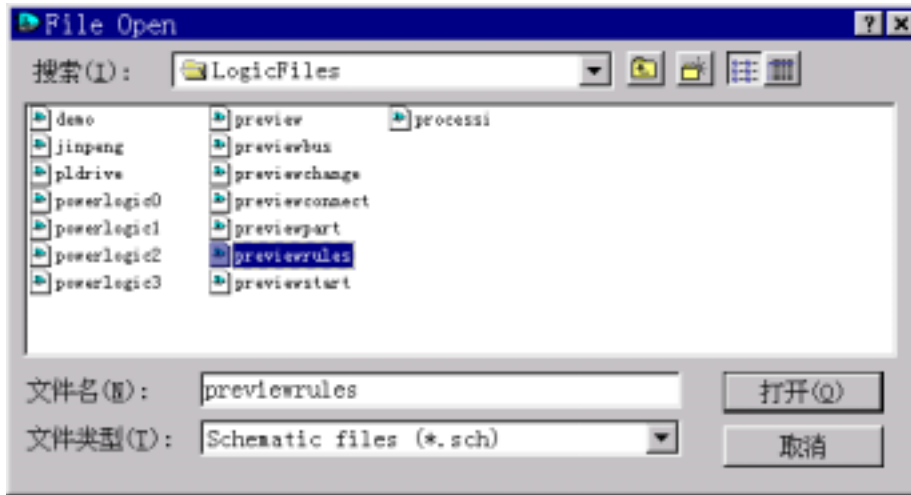 File Open
搜索(I): LogicFiles
demo preview processi
jinpeng previewbus
pldrive previewchange
powerlogic0 previewconnect
powerlogic1 previewpart
powerlogic2 previewrules
powerlogic3 previewstart
文件名(N): previewrules 打开(O)
文件类型(T): Schematic files (*.sch) 取消